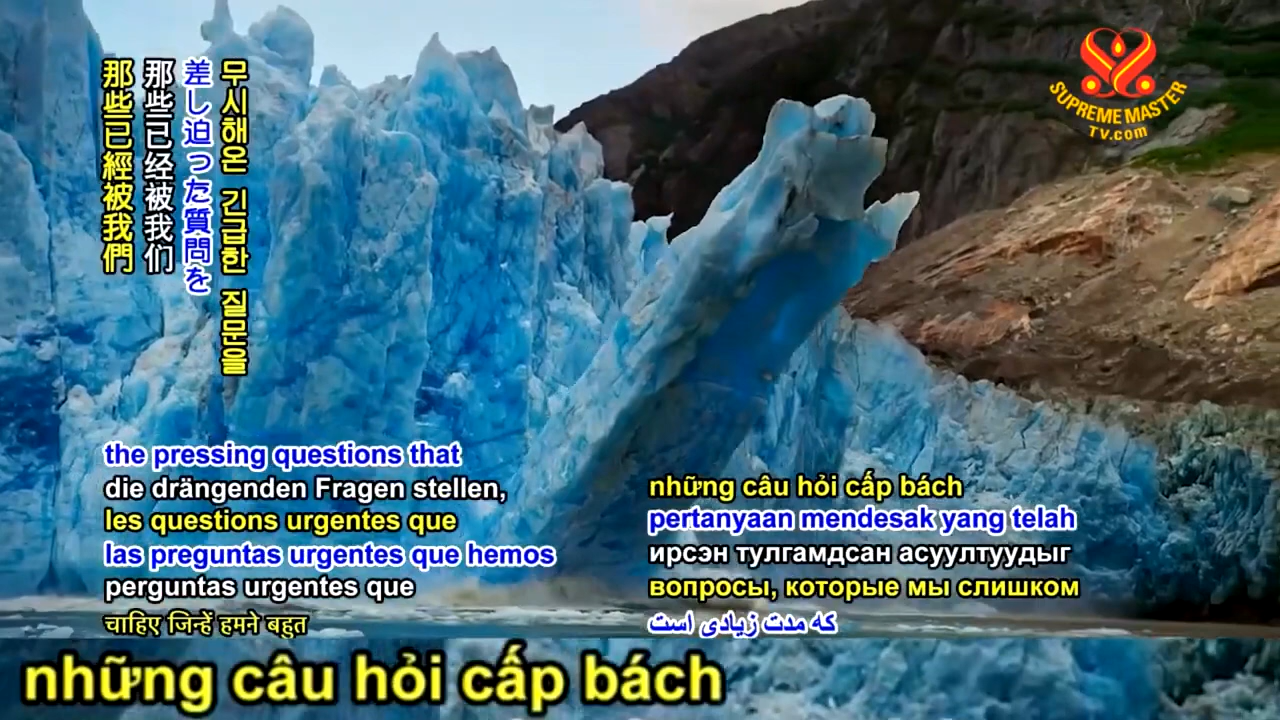 무시해온 긴급한 질문을
差し迫った質問を
那些已经被我们
那些已經被我們
SUPREME MASTER
TV.com
the pressing questions that
die drängenden Fragen stellen,
les questions urgentes que
las preguntas urgentes que hemos
perguntas urgentes que
चाहिए जिन्हें हमने बहुत
những câu hỏi cấp bách
pertanyaan mendesak yang telah
ирсэн тулгамдсан асуултуудыг
вопросы, которые мы слишком
که مدت زیادی است
những câu hỏi cấp bách